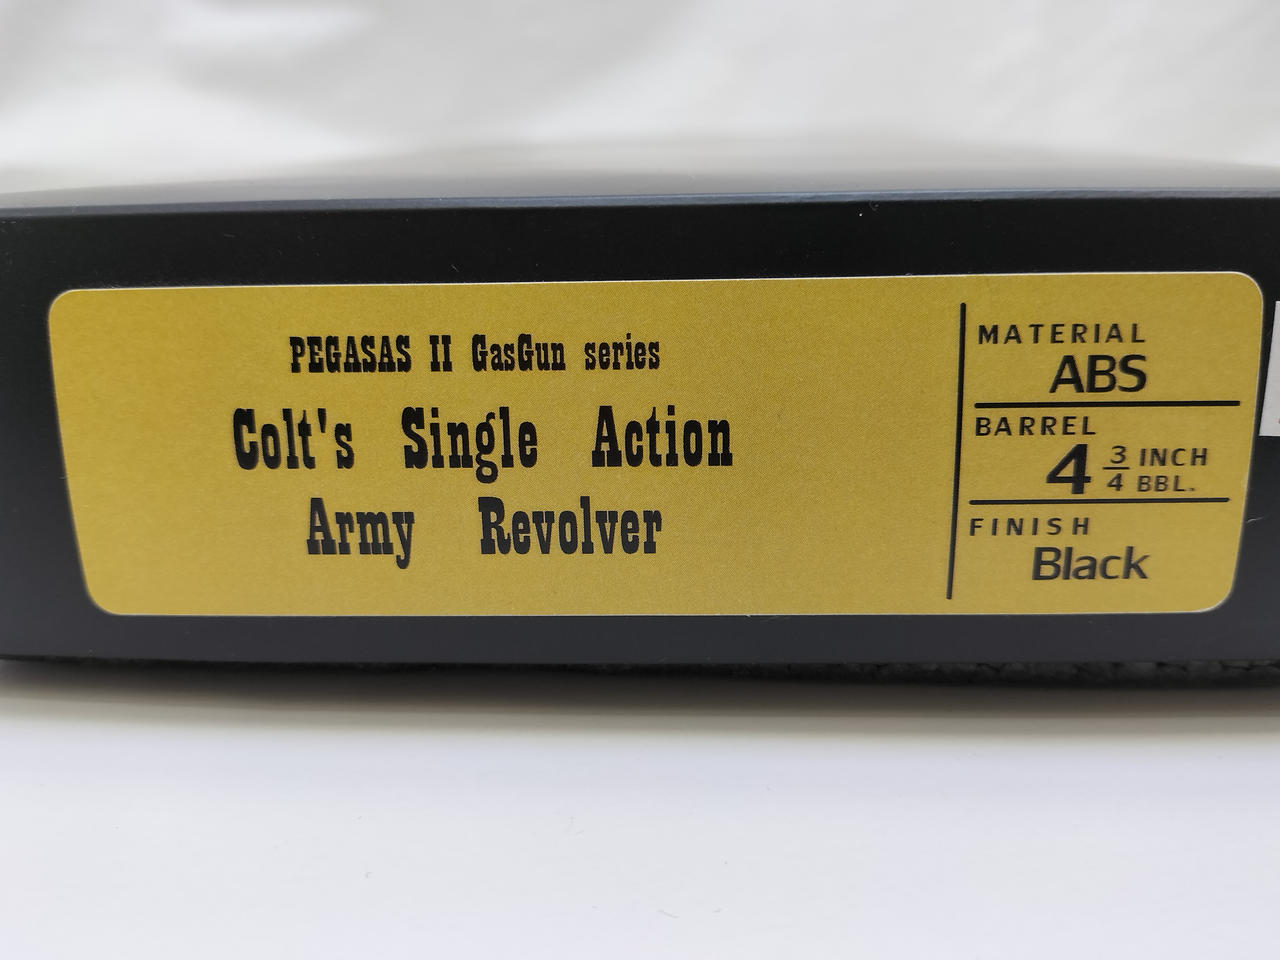 PEGASAS II GasGun series
Colt's Single Action
Army Revolver
MATERIAL
ABS
BARREL
4 3/4 INCH BBL.
FINISH
Black